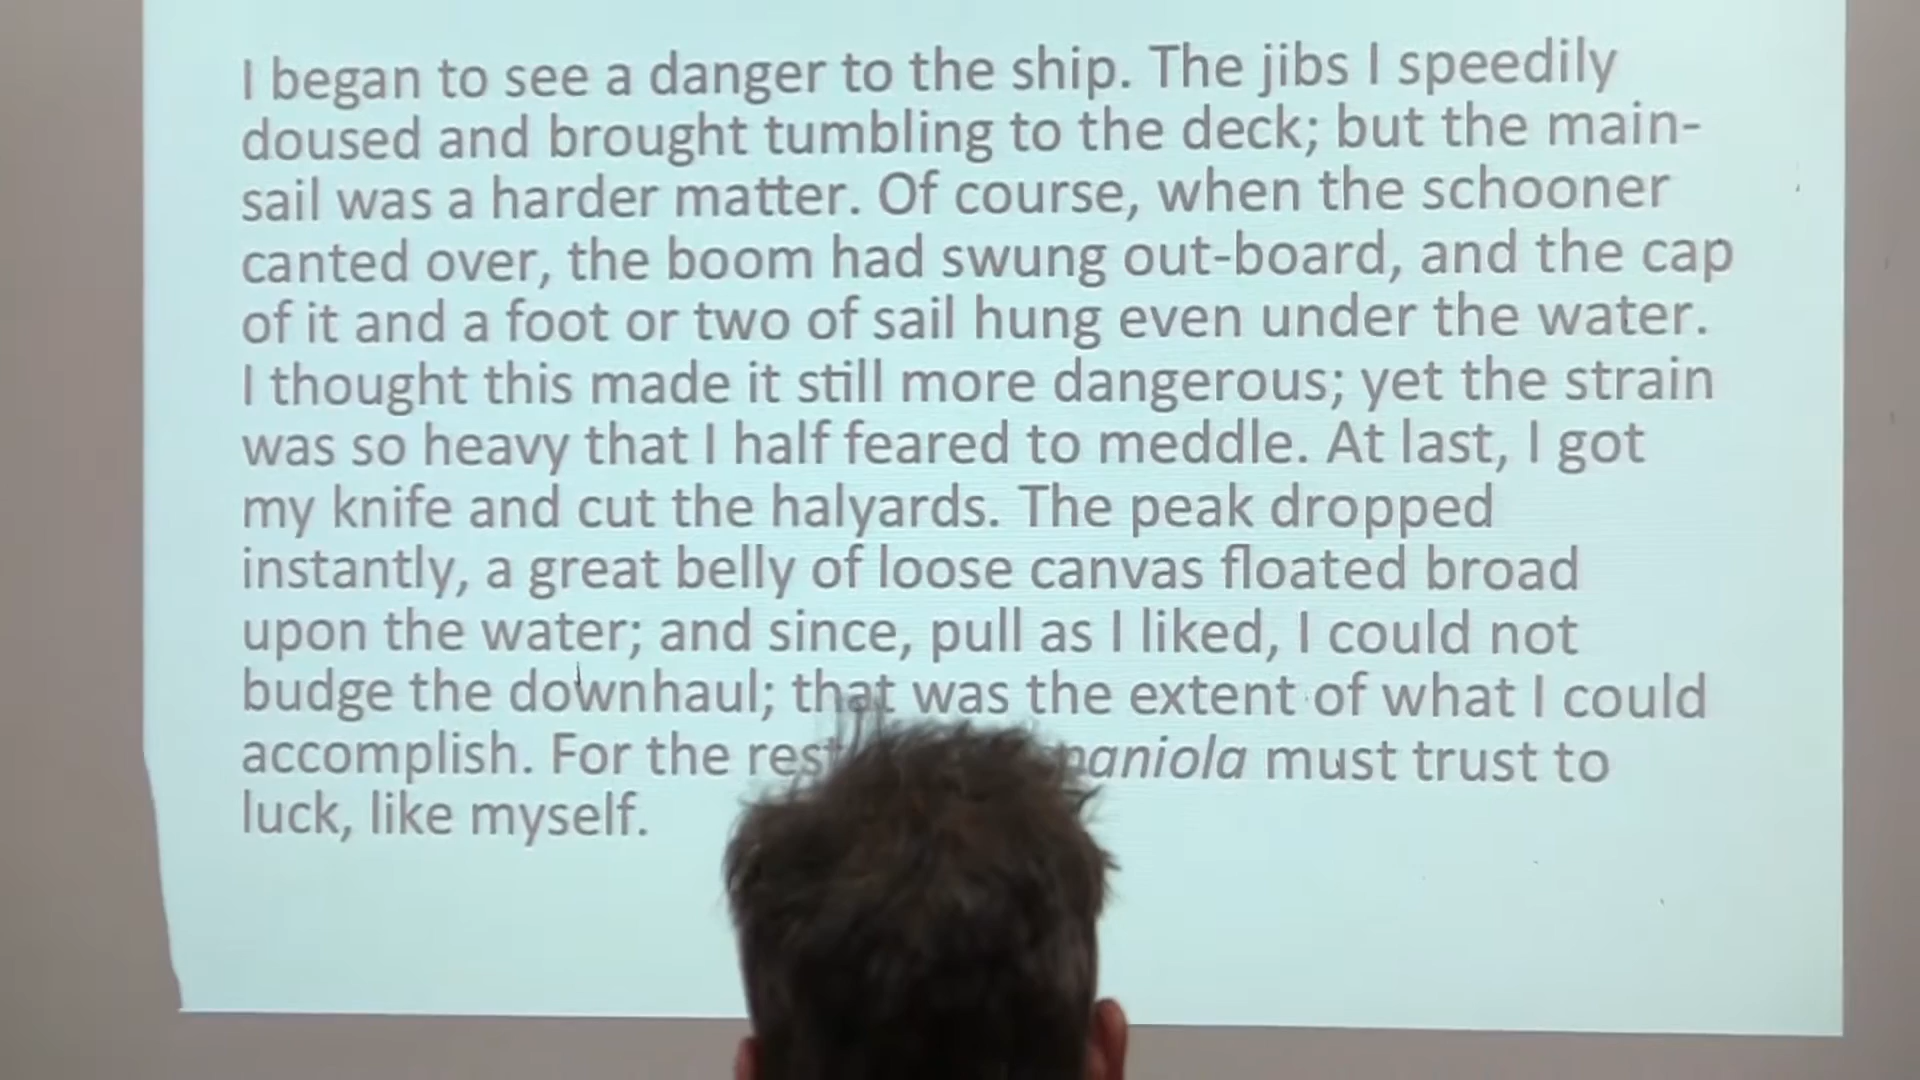 I began to see a danger to the ship. The jibs I speedily
doused and brought tumbling to the deck; but the main-
sail was a harder matter. Of course, when the schooner
canted over, the boom had swung out-board, and the cap
of it and a foot or two of sail hung even under the water.
I thought this made it still more dangerous; yet the strain
was so heavy that I half feared to meddle. At last, I got
my knife and cut the halyards. The peak dropped
instantly, a great belly of loose canvas floated broad
upon the water; and since, pull as I liked, I could not
budge the downhaul; that was the extent of what I could
accomplish. For the rest paniola must trust to
luck, like myself.